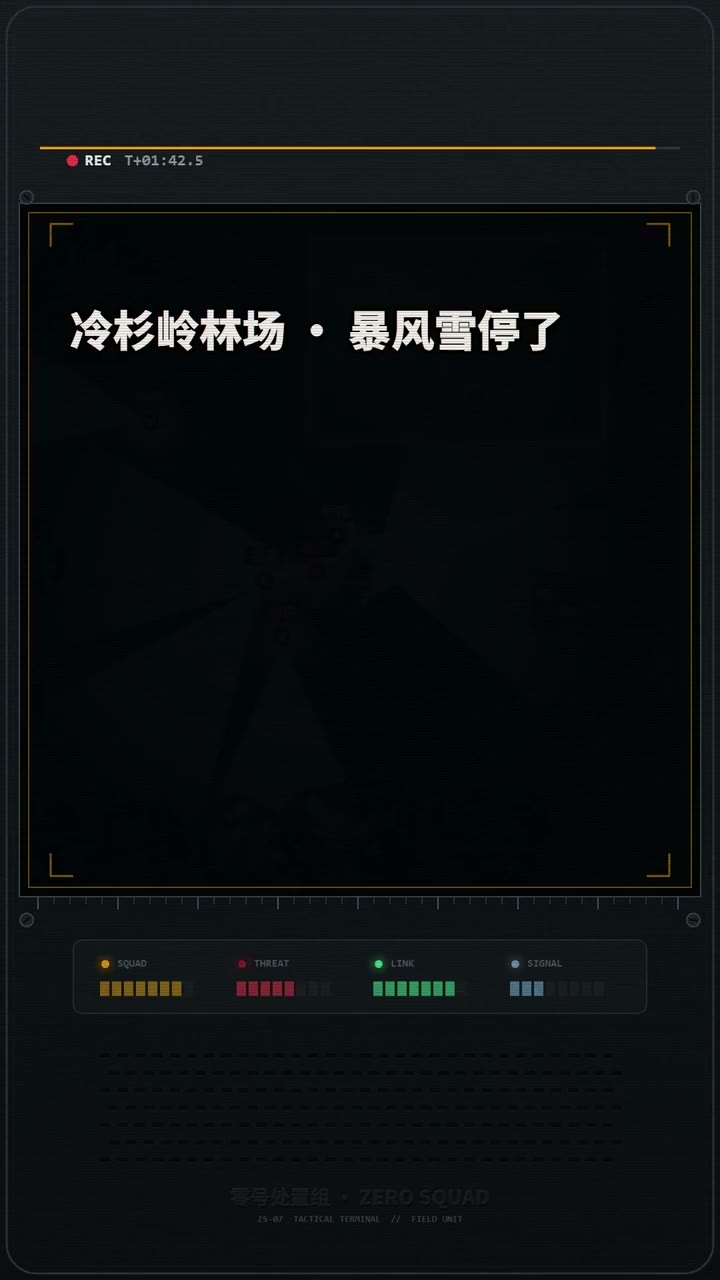 REC T+01:42.5
冷杉岭林场 • 暴风雪停了
SQUAD THREAT LINK SIGNAL
零号处置组 • ZERO SQUAD
ZS-07 TACTICAL TERMINAL // FIELD UNIT